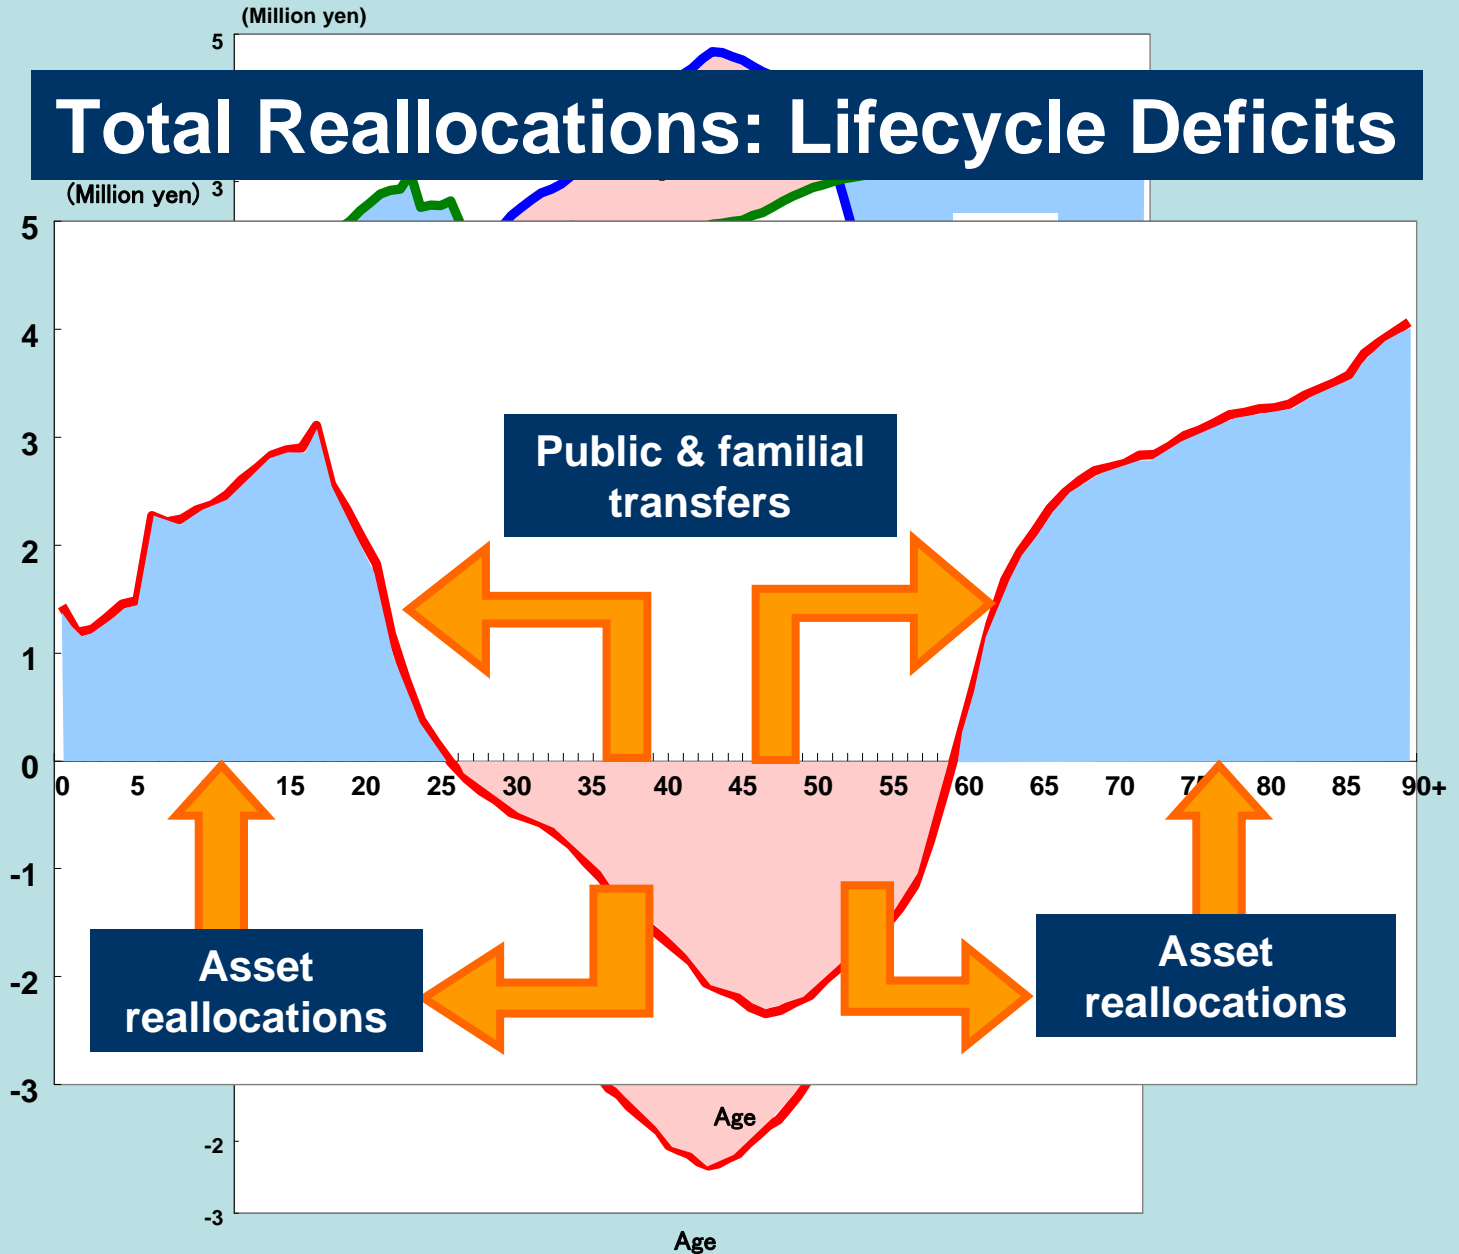 (Million yen)
5
Total Reallocations: Lifecycle Deficits
3
(Million yen)
5
4
3
2
1
0
-1
-2
-3
Public & familial
transfers
0 5 15 20 25 30 35 40 45 50 55 60 65 70 80 85 90+
Asset
reallocations
Asset
reallocations
Age
-2
-3
Age